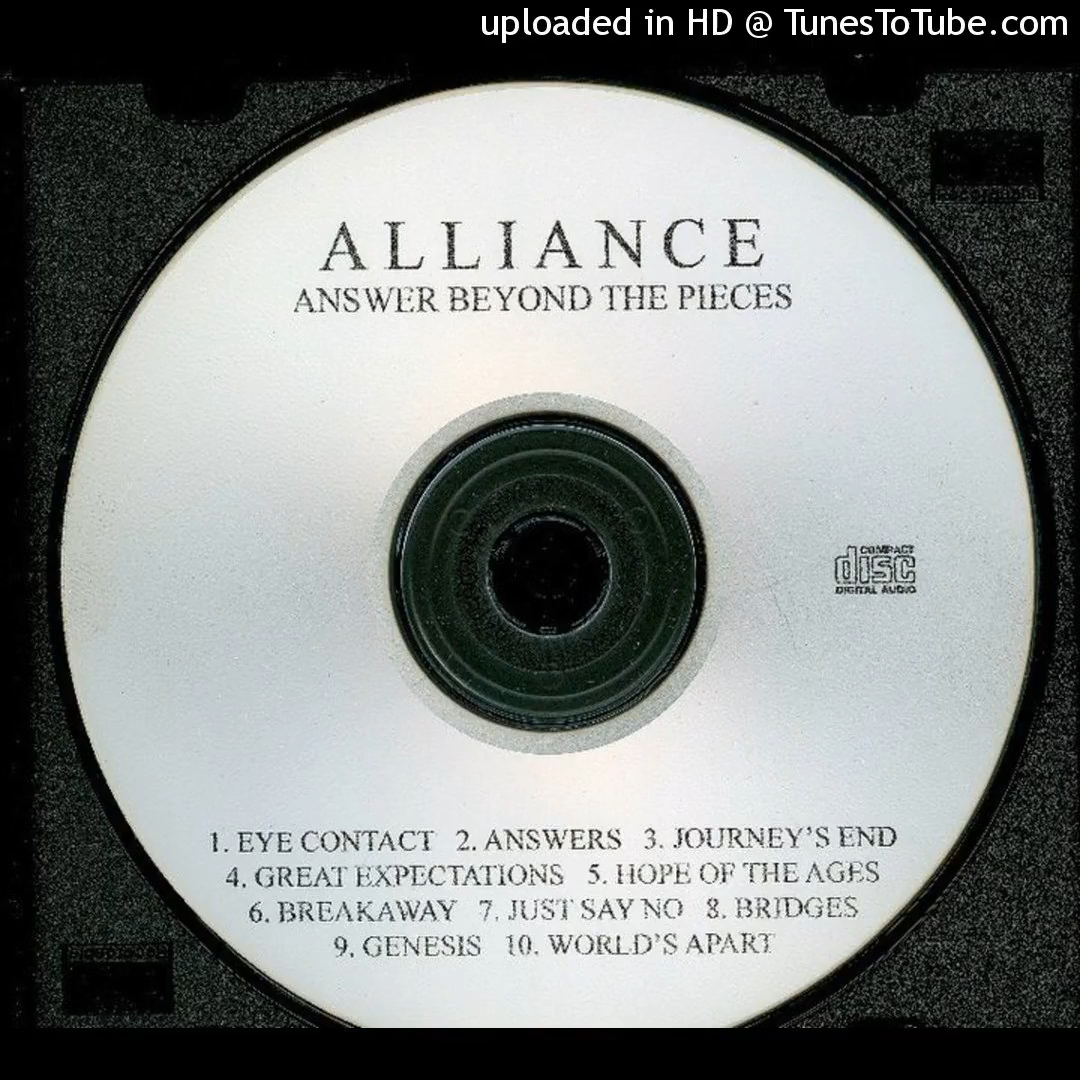 uploaded in HD @ TunesToTube.com
ALLIANCE
ANSWER BEYOND THE PIECES
COMPACT
disc
DIGITAL AUDIO
1. EYE CONTACT 2. ANSWERS 3. JOURNEY'S END
4. GREAT EXPECTATIONS 5. HOPE OF THE AGES
6. BREAKAWAY 7. JUST SAY NO 8. BRIDGES
9. GENESIS 10. WORLD'S APART